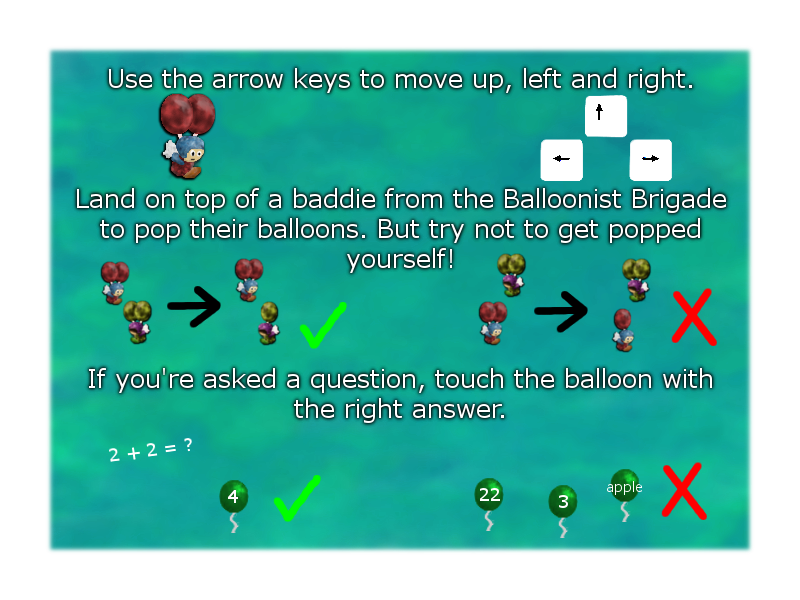 Use the arrow keys to move up, left and right.
Land on top of a baddie from the Balloonist Brigade
to pop their balloons. But try not to get popped
yourself!
If you're asked a question, touch the balloon with
the right answer.
2 + 2 = ?
4
22
3
apple